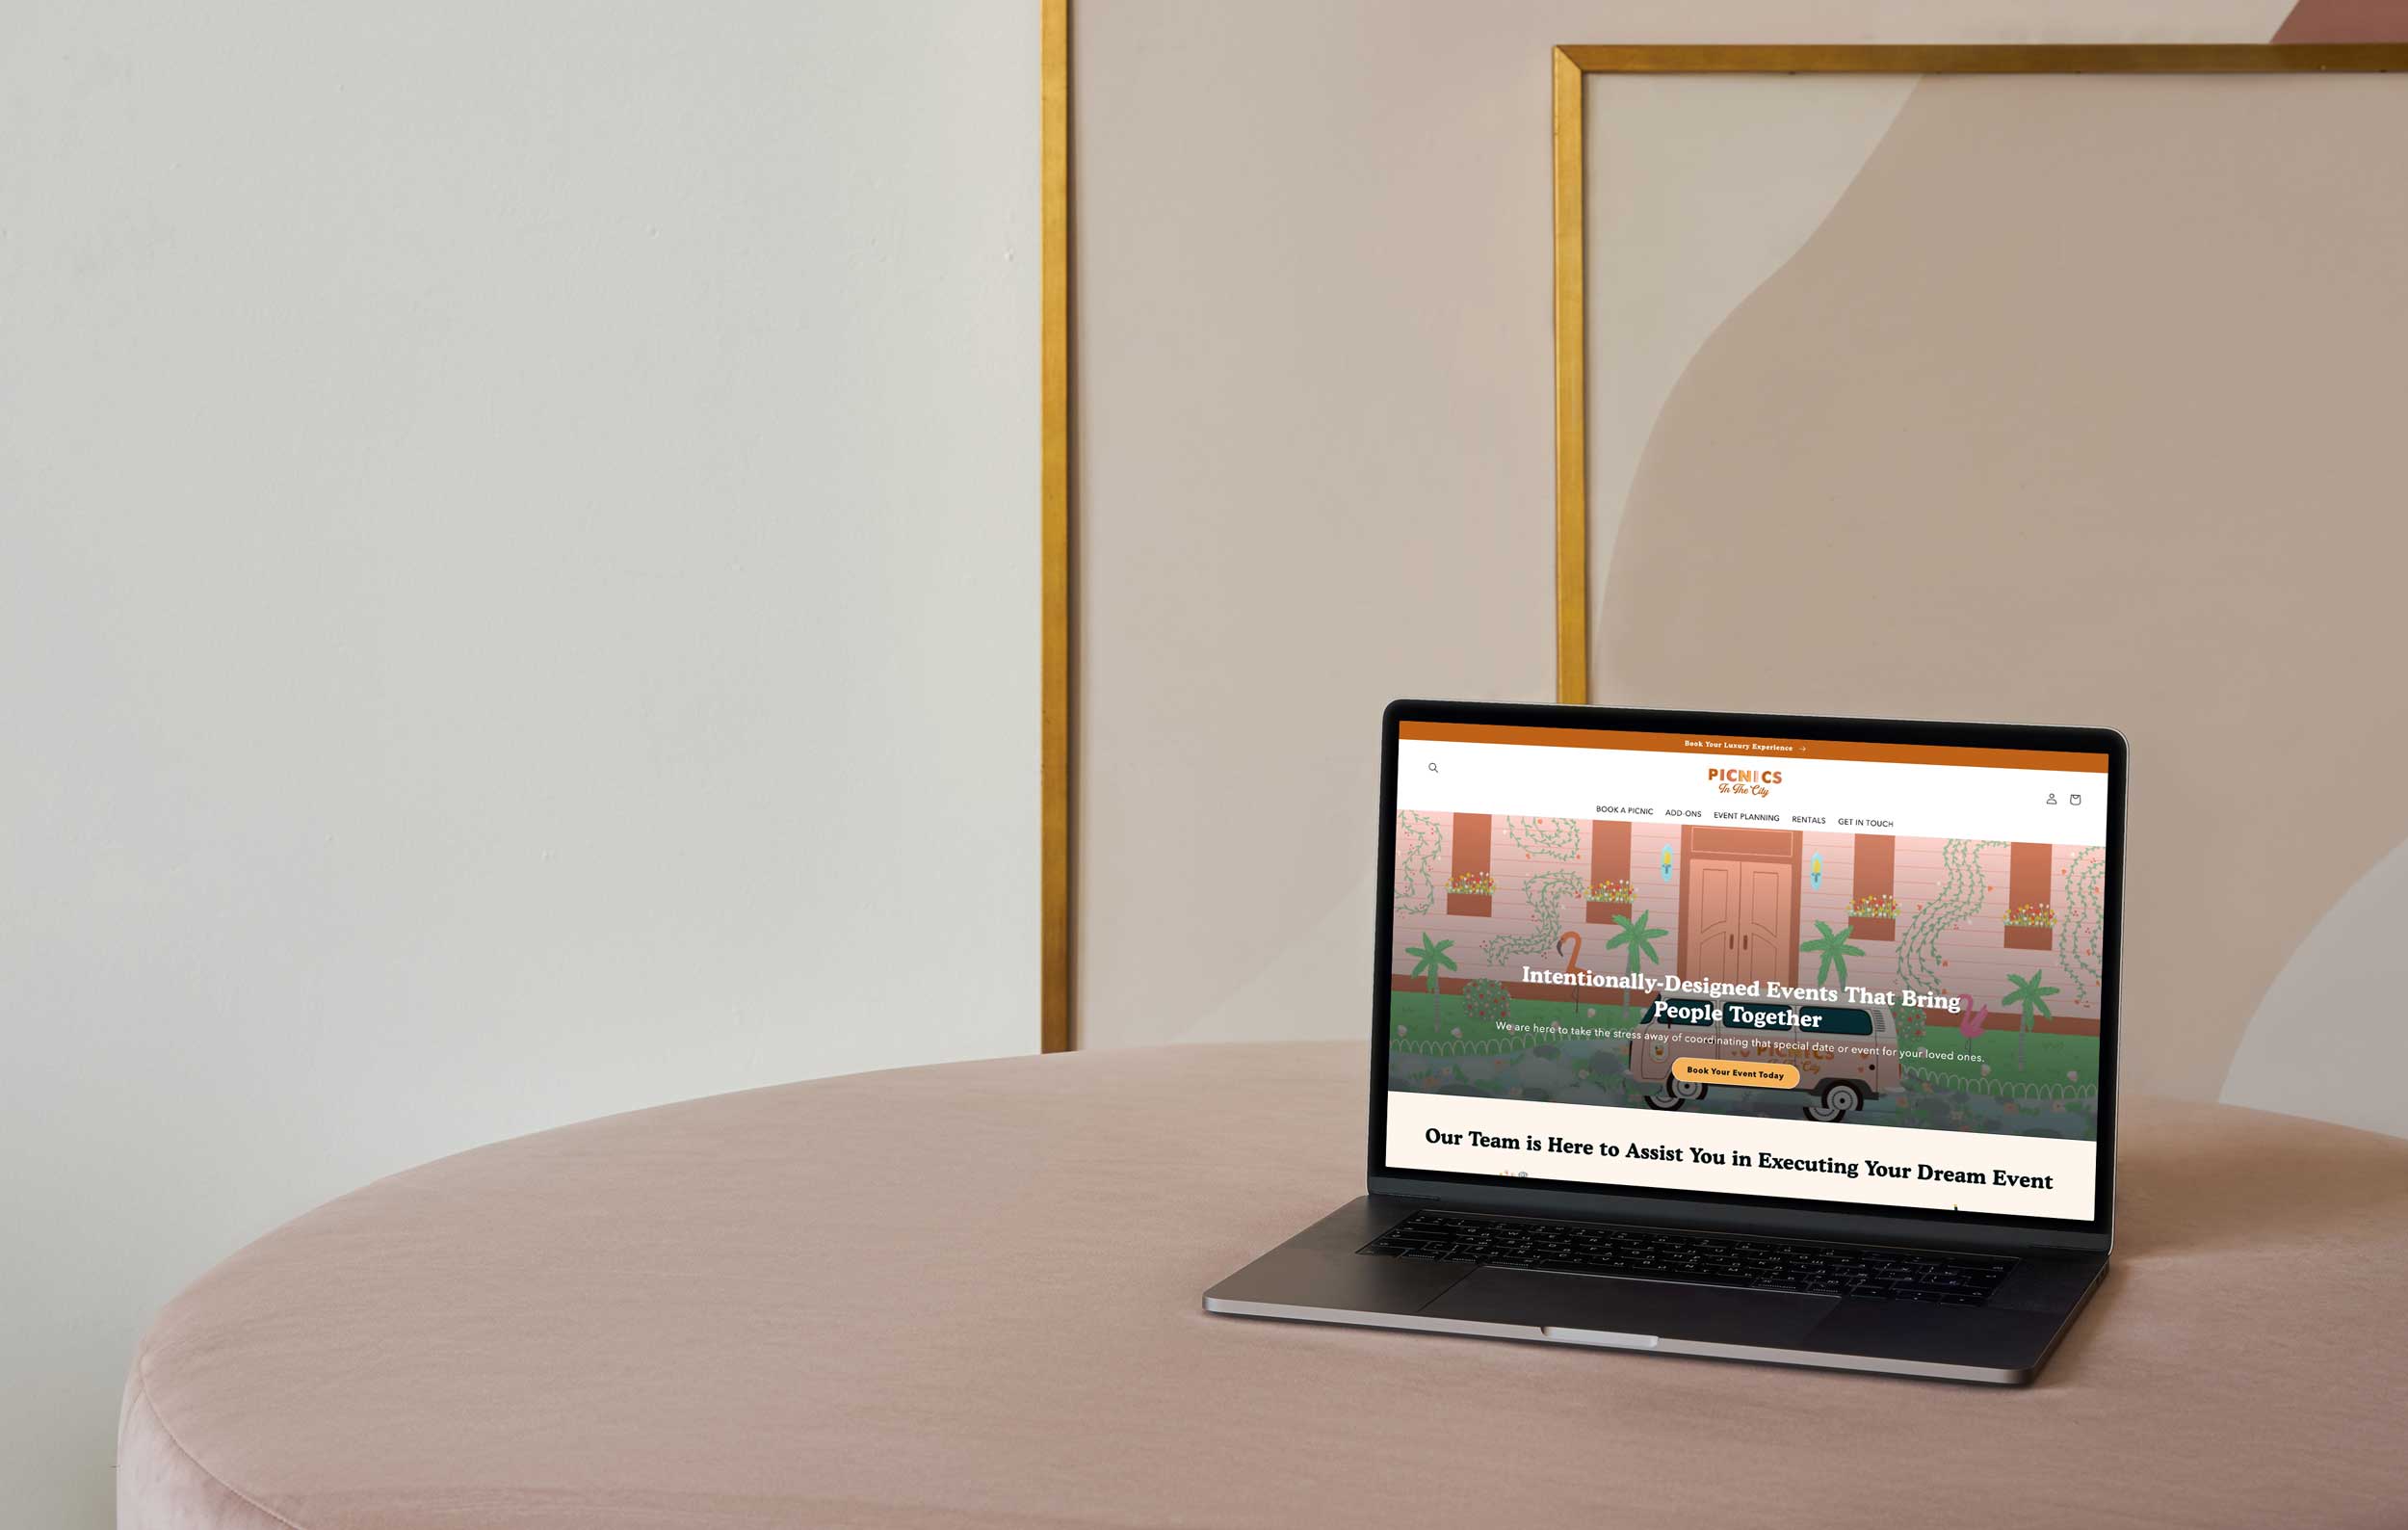 Book Your Luxury Experience →
PICNICS
In The City
BOOK A PICNIC ADD-ONS EVENT PLANNING RENTALS GET IN TOUCH
Intentionally-Designed Events That Bring
People Together
We are here to take the stress away of coordinating that special date or event for your loved ones.
PICNICS
City
Book Your Event Today
Our Team is Here to Assist You in Executing Your Dream Event